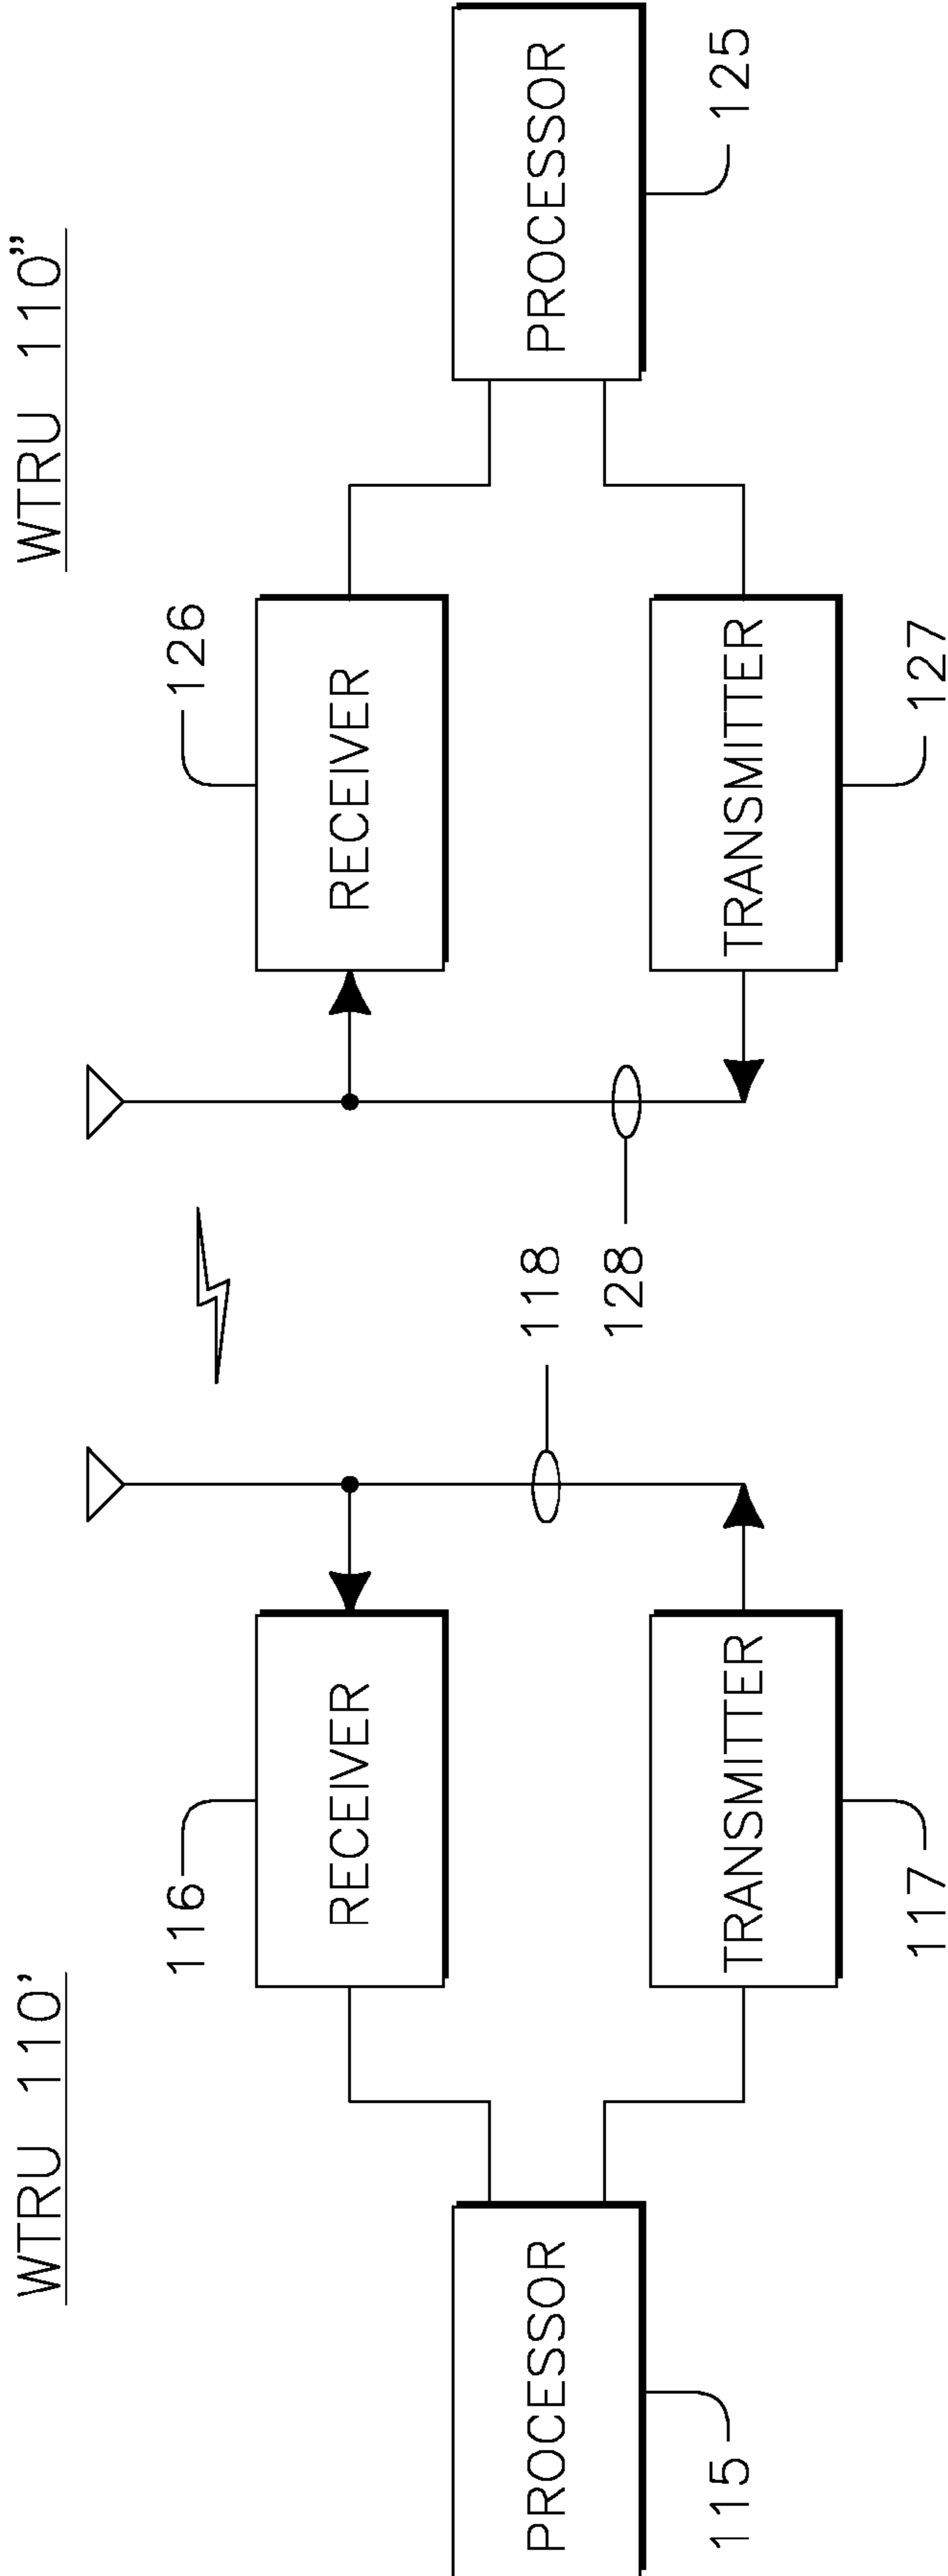 WTRU 110'
WTRU 110”
116
126
RECEIVER
RECEIVER
PROCESSOR
118
128
PROCESSOR
115
125
TRANSMITTER
TRANSMITTER
117
127